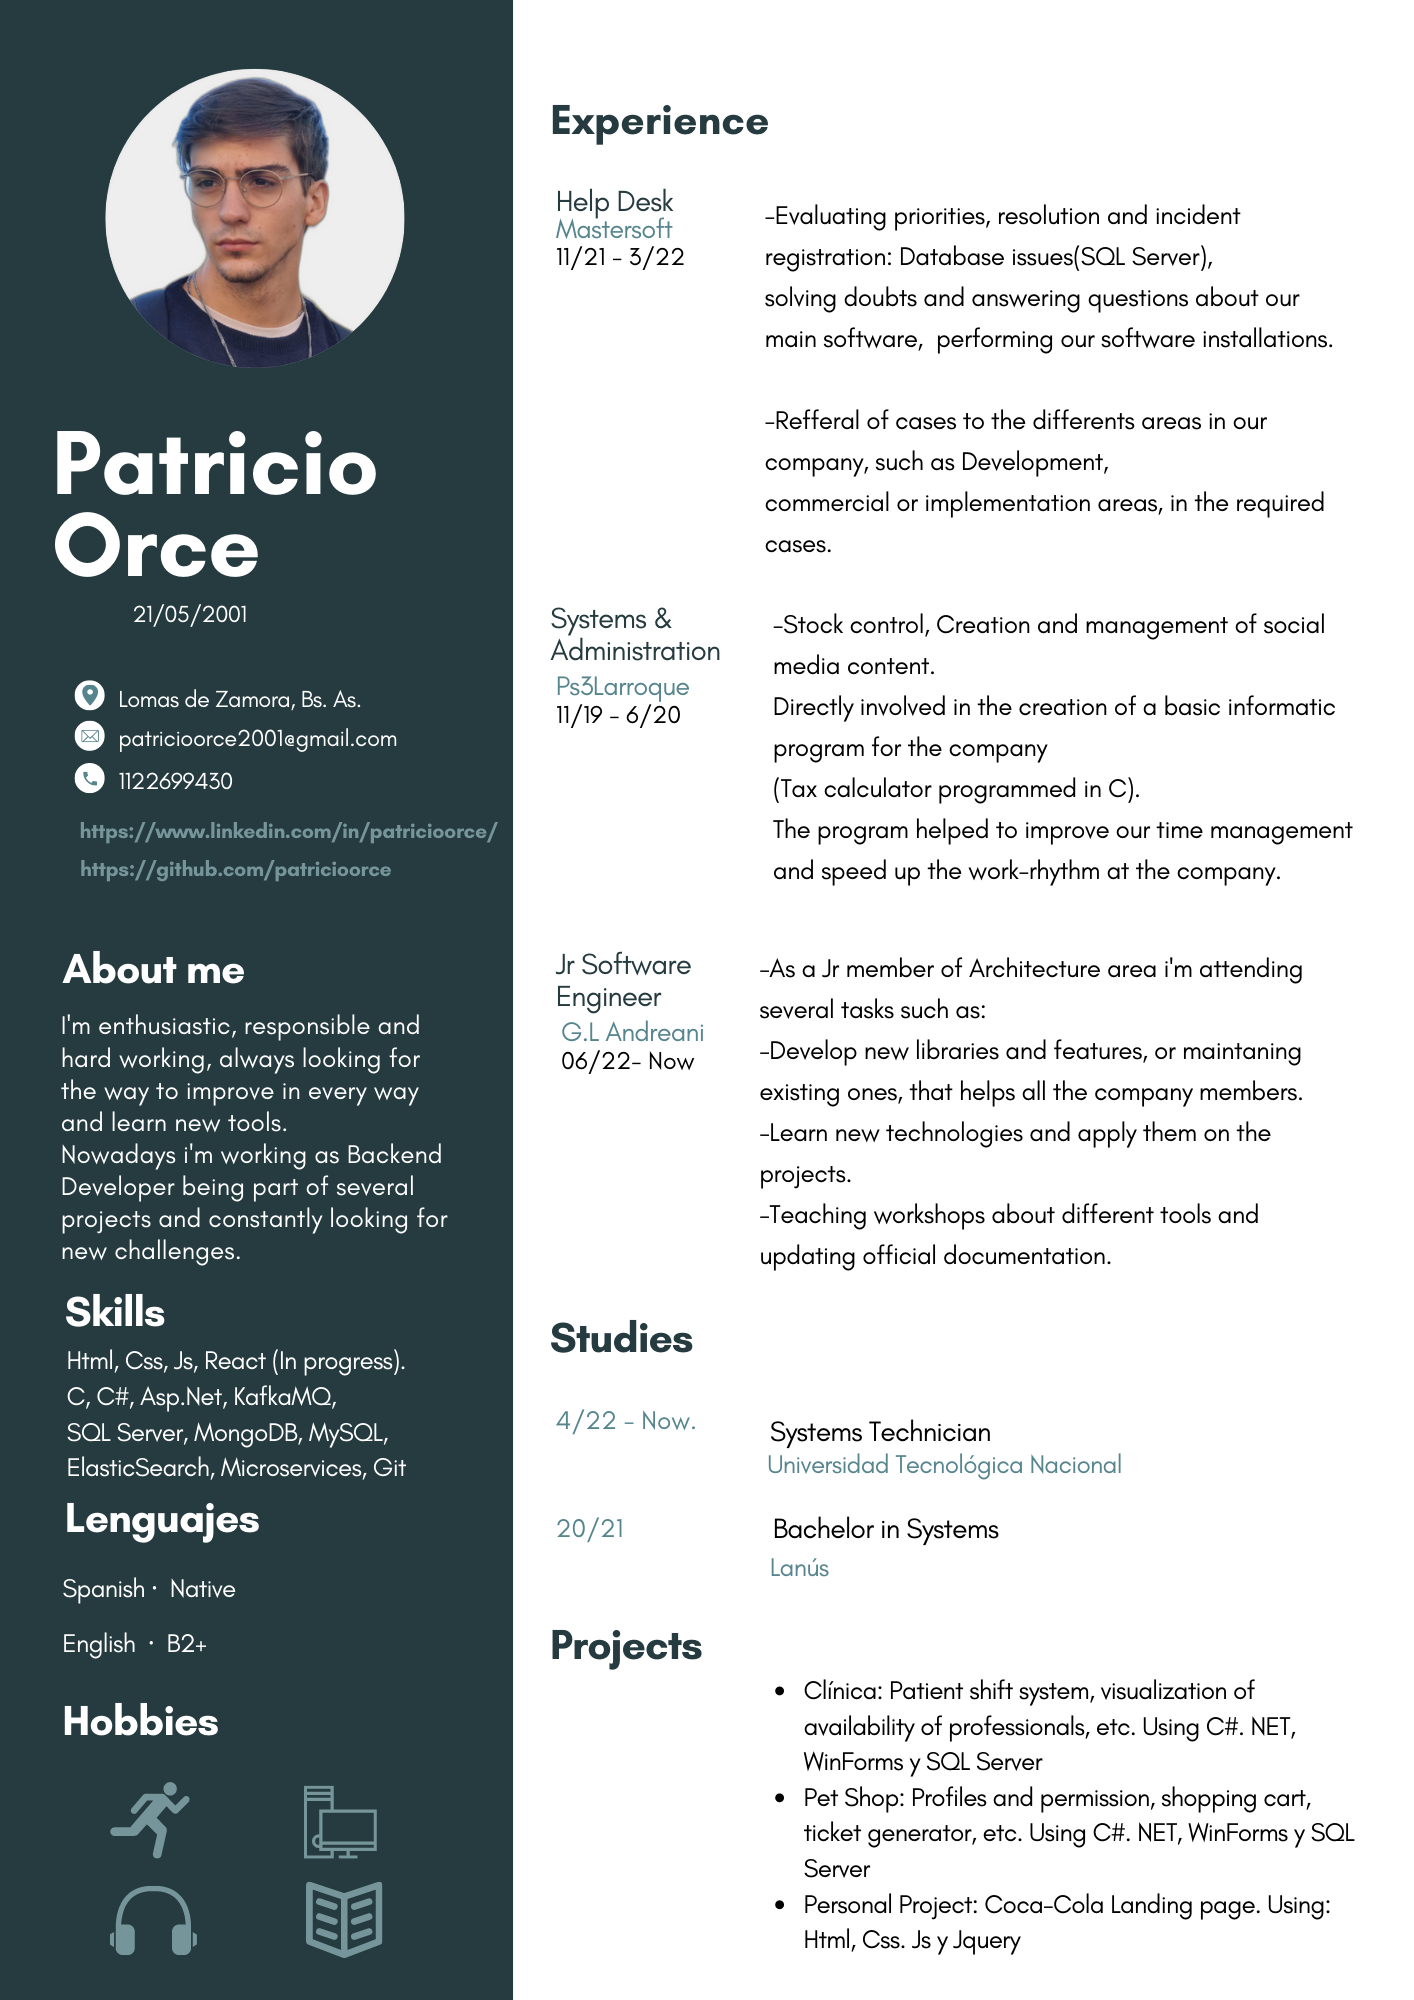 Patricio
Orce
21/05/2001
Lomas de Zamora, Bs. As.
patricioorce2001@gmail.com
1122699430
https://www.linkedin.com/in/patricioorce/
https://github.com/patricioorce
About me
I'm enthusiastic, responsible and
hard working, always looking for
the way to improve in every way
and learn new tools.
Nowadays i'm working as Backend
Developer being part of several
projects and constantly looking for
new challenges.
Skills
Html, Css, Js, React (In progress).
C, C#, Asp.Net, KafkaMQ,
SQL Server, MongoDB, MySQL,
ElasticSearch, Microservices, Git
Lenguajes
Spanish · Native
English · B2+
Hobbies
Experience
Help Desk
Mastersoft
11/21 - 3/22
-Evaluating priorities, resolution and incident
registration: Database issues(SQL Server),
solving doubts and answering questions about our
main software,  performing our software installations.
-Refferal of cases to the differents areas in our
company, such as Development,
commercial or implementation areas, in the required
cases.
Systems &
Administration
Ps3Larroque
11/19 - 6/20
-Stock control, Creation and management of social
media content.
Directly involved in the creation of a basic informatic
program for the company
(Tax calculator programmed in C).
The program helped to improve our time management
and speed up the work-rhythm at the company.
Jr Software
Engineer
G.L Andreani
06/22- Now
-As a Jr member of Architecture area i'm attending
several tasks such as:
-Develop new libraries and features, or maintaning
existing ones, that helps all the company members.
-Learn new technologies and apply them on the
projects.
-Teaching workshops about different tools and
updating official documentation.
Studies
4/22 - Now.
Systems Technician
Universidad Tecnológica Nacional
20/21
Bachelor in Systems
Lanús
Projects
• Clínica: Patient shift system, visualization of
availability of professionals, etc. Using C#. NET,
WinForms y SQL Server
• Pet Shop: Profiles and permission, shopping cart,
ticket generator, etc. Using C#. NET, WinForms y SQL
Server
• Personal Project: Coca-Cola Landing page. Using:
Html, Css. Js y Jquery